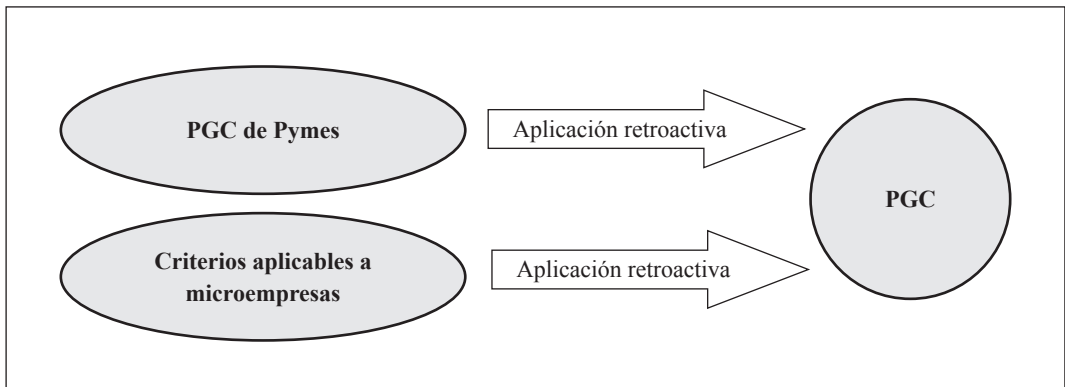 PGC de Pymes
Aplicación retroactiva
PGC
Criterios aplicables a
microempresas
Aplicación retroactiva